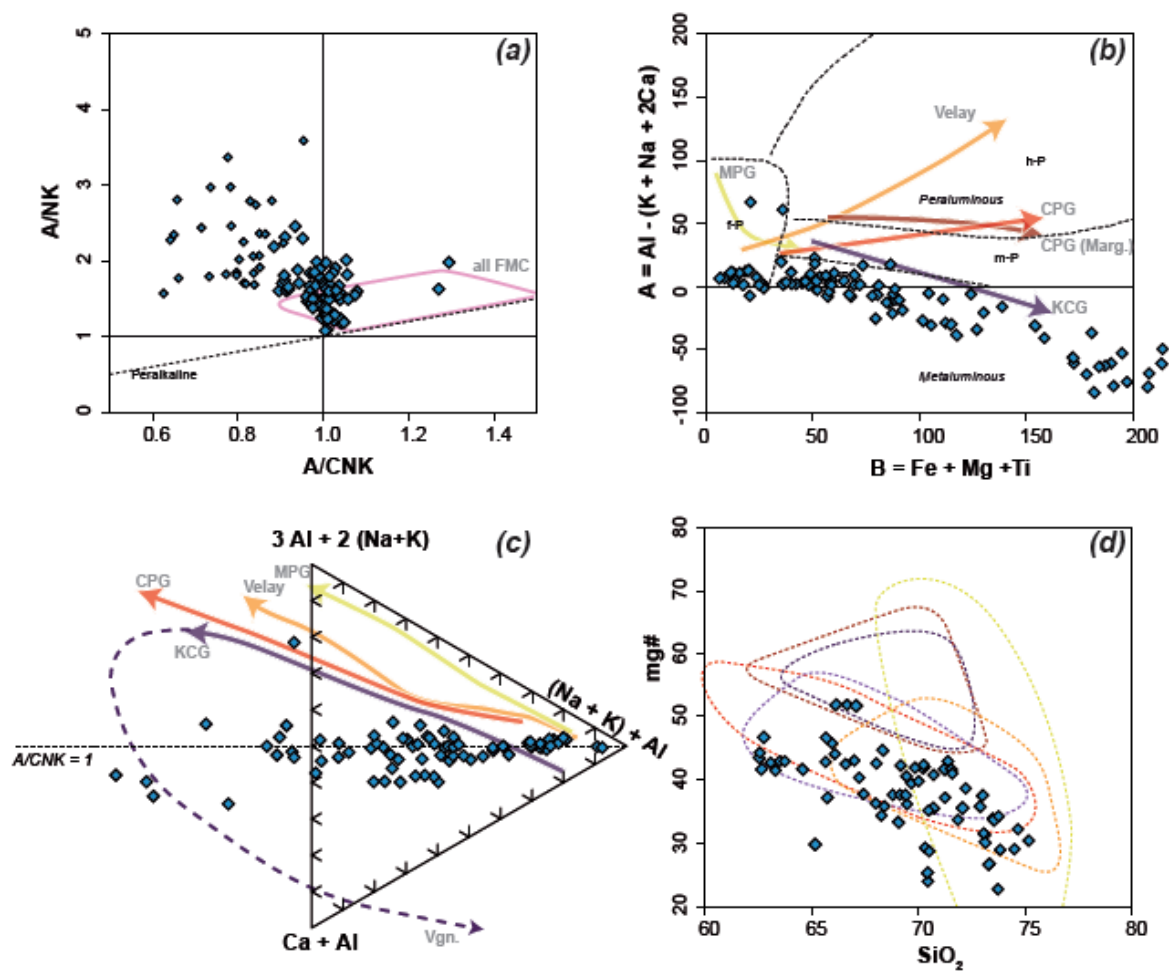 (a)
5
4
3
2
1
0
A/NK
all FMC
Peralkaline
0.6
0.8
1.0
1.2
1.4
A/CNK
(b)
200
150
100
50
0
-50
-100
A = Al - (K + Na + 2Ca)
Velay
MPG
h-P
Peraluminous
CPG
f-P
CPG (Marg.)
m-P
KCG
Metaluminous
0
50
100
150
200
B = Fe + Mg +Ti
(c)
3 Al + 2 (Na+K)
MPG
CPG
Velay
KCG
(Na + K) + Al
A/CNK = 1
Vgn.
Ca + Al
(d)
80
70
60
50
40
30
20
mg#
60
65
70
75
80
SiO₂